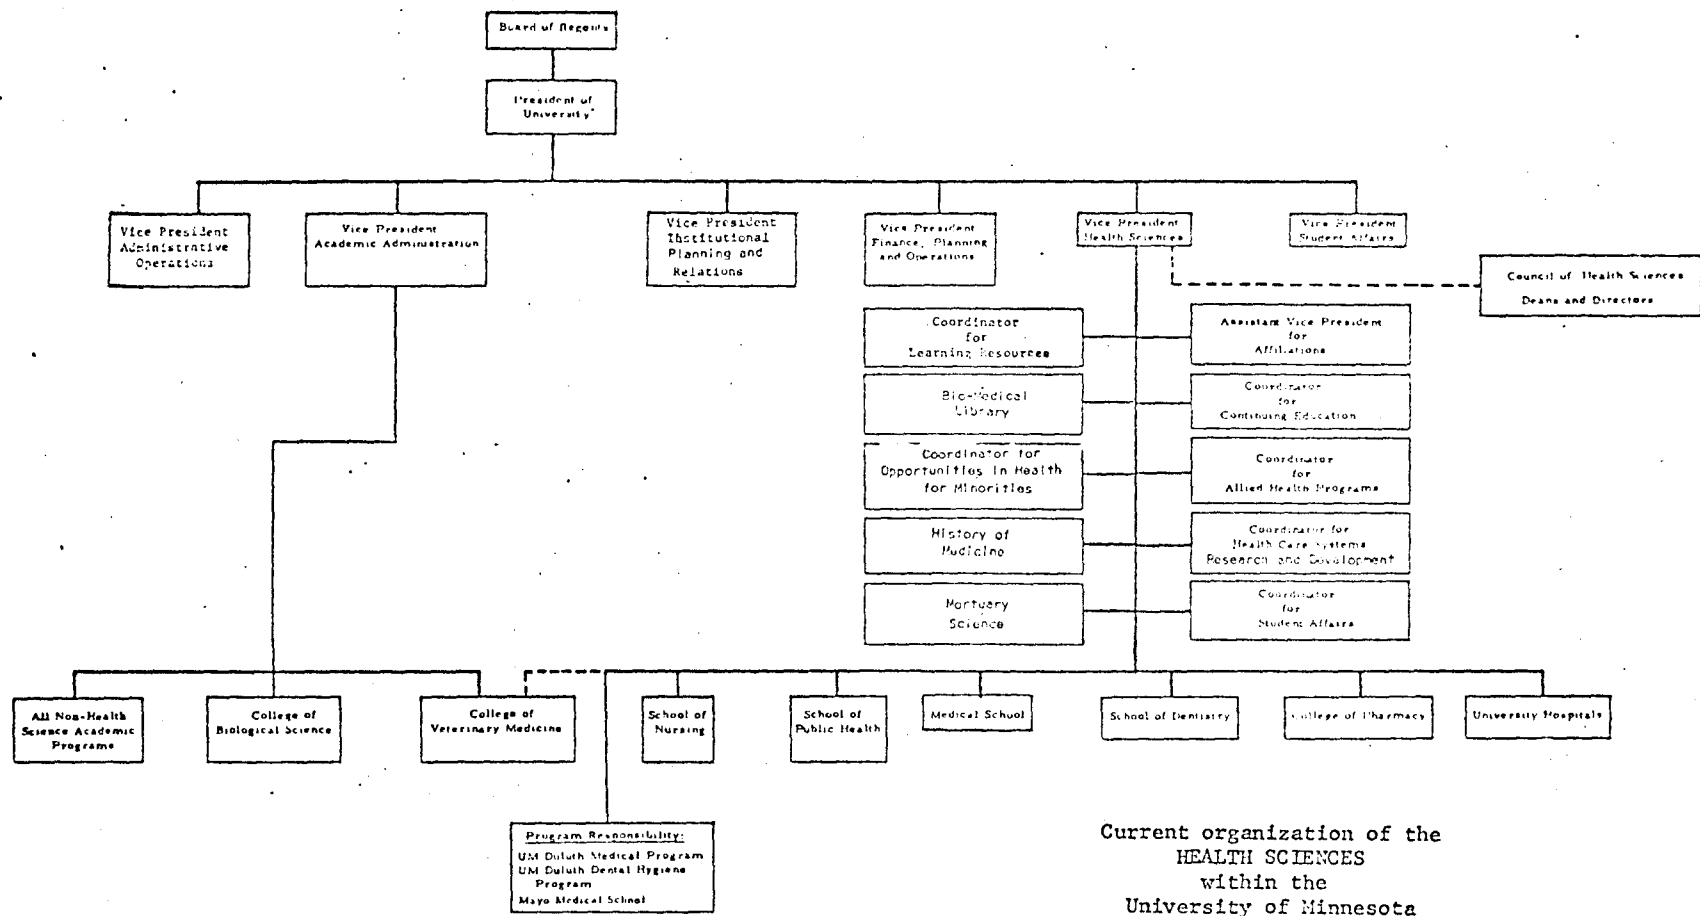 Board of Regents
President of
University
Vice President
Administrative
Operations
Vice President
Academic Administration
Vice President
Institutional
Planning and
Relations
Vice President
Finance, Planning
and Operations
Vice President
Health Sciences
Vice President
Student Affairs
Council of Health Sciences
Deans and Directors
Coordinator
for
Learning Resources
Assistant Vice President
for
Affiliations
Bio-Medical
Library
Coordinator
for
Continuing Education
Coordinator for
Opportunities in Health
for Minorities
Coordinator
for
Allied Health Programs
History of
Medicine
Coordinator for
Health Care Systems
Research and Development
Mortuary
Science
Coordinator
for
Student Affairs
All Non-Health
Science Academic
Programs
College of
Biological Science
College of
Veterinary Medicine
School of
Nursing
School of
Public Health
Medical School
School of Dentistry
College of Pharmacy
University Hospitals
Program Responsibility:
UM Duluth Medical Program
UM Duluth Dental Hygiene
Program
Mayo Medical School
Current organization of the
HEALTH SCIENCES
within the
University of Minnesota